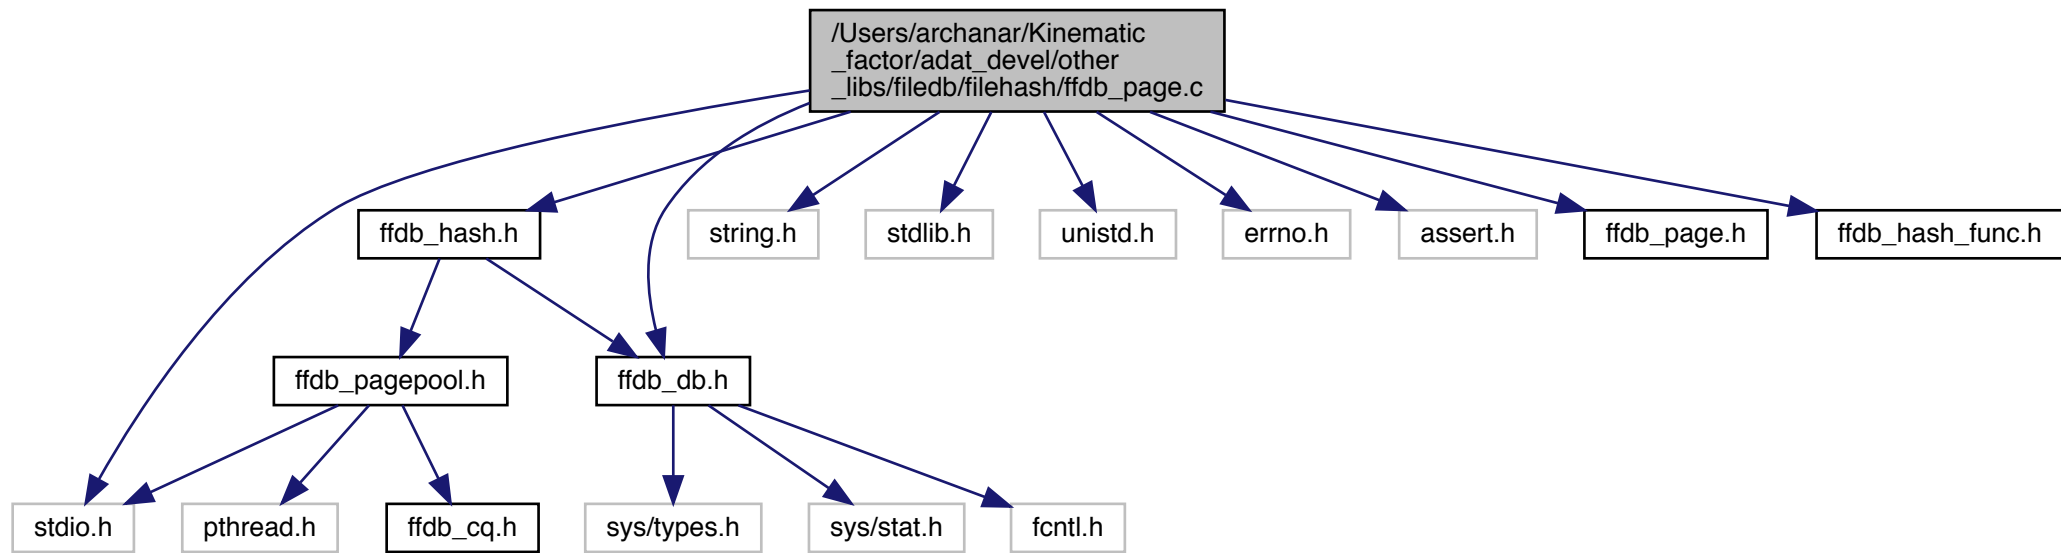 /Users/archanar/Kinematic
_factor/adat_devel/other
_libs/filedb/filehash/ffdb_page.c
ffdb_hash.h
string.h
stdlib.h
unistd.h
errno.h
assert.h
ffdb_page.h
ffdb_hash_func.h
ffdb_pagepool.h
ffdb_db.h
stdio.h
pthread.h
ffdb_cq.h
sys/types.h
sys/stat.h
fcntl.h